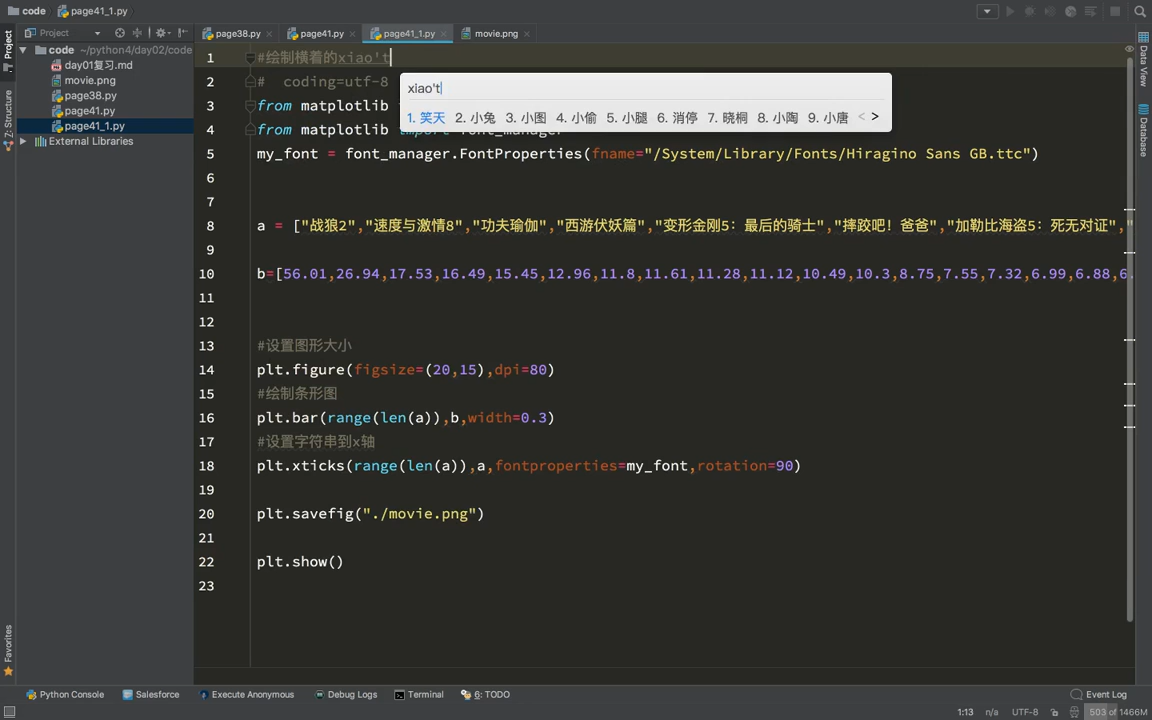 code page41_1.py
Project
page38.py
page41.py
page41_1.py
movie.png
code ~/python4/day02/code
day01复习.md
movie.png
page38.py
page41.py
page41_1.py
External Libraries
1: Project
7: Structure
Favorites
Data View
Database
1 #绘制横着的xiao't
xiao't
1. 笑天 2. 小兔 3. 小图 4. 小偷 5. 小腿 6. 消停 7. 晓桐 8. 小陶 9. 小唐 < >
2 # coding=utf-8
3 from matplotlib
4 from matplotlib import font_manager
5 my_font = font_manager.FontProperties(fname="/System/Library/Fonts/Hiragino Sans GB.ttc")
6
7
8 a = ["战狼2","速度与激情8","功夫瑜伽","西游伏妖篇","变形金刚5：最后的骑士","摔跤吧！爸爸","加勒比海盗5：死无对证","
9
10 b=[56.01,26.94,17.53,16.49,15.45,12.96,11.8,11.61,11.28,11.12,10.49,10.3,8.75,7.55,7.32,6.99,6.88,6.
11
12
13 #设置图形大小
14 plt.figure(figsize=(20,15),dpi=80)
15 #绘制条形图
16 plt.bar(range(len(a)),b,width=0.3)
17 #设置字符串到x轴
18 plt.xticks(range(len(a)),a,fontproperties=my_font,rotation=90)
19
20 plt.savefig("./movie.png")
21
22 plt.show()
23
Python Console Salesforce Execute Anonymous Debug Logs Terminal 6: TODO Event Log
1:13 n/a UTF-8 503 of 1466M